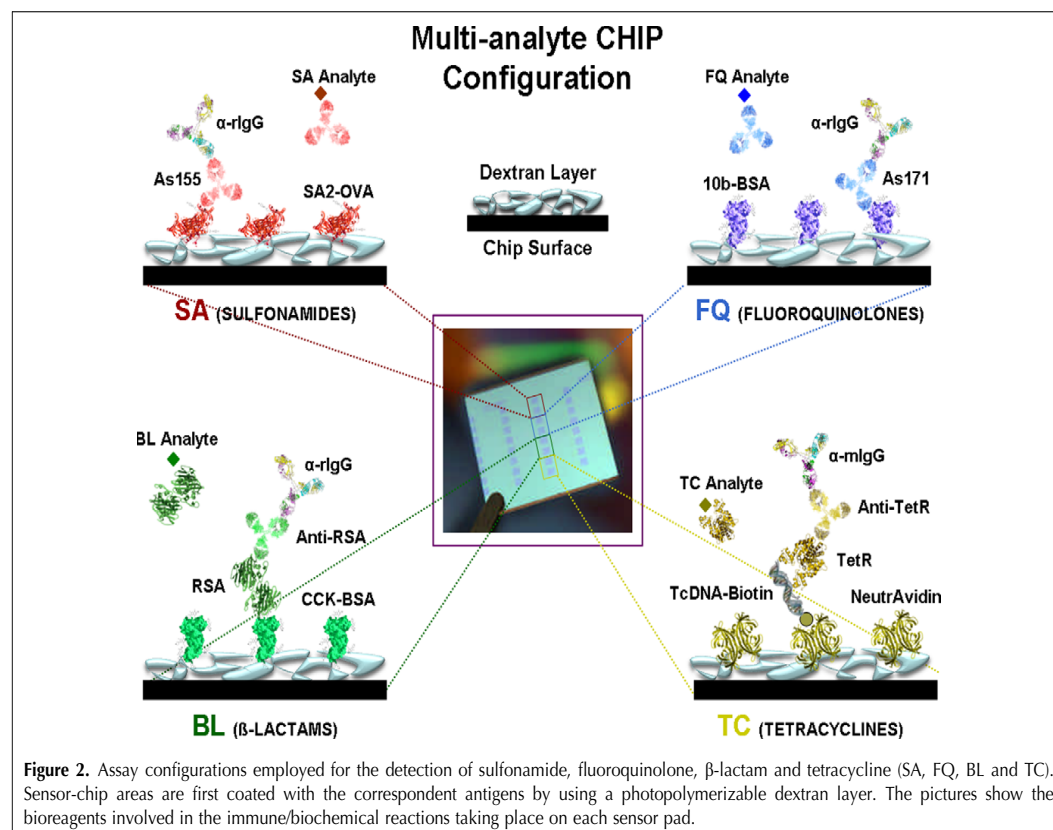 Multi-analyte CHIP
Configuration
SA Analyte
α-rIgG
As155
SA2-OVA
SA (SULFONAMIDES)
Dextran Layer
Chip Surface
FQ Analyte
α-rIgG
10b-BSA
As171
FQ (FLUOROQUINOLONES)
BL Analyte
α-rIgG
Anti-RSA
RSA
CCK-BSA
BL (ß-LACTAMS)
α-mIgG
TC Analyte
Anti-TetR
TetR
TcDNA-Biotin
NeutrAvidin
TC (TETRACYCLINES)
Figure 2. Assay configurations employed for the detection of sulfonamide, fluoroquinolone, β-lactam and tetracycline (SA, FQ, BL and TC).
Sensor-chip areas are first coated with the correspondent antigens by using a photopolymerizable dextran layer. The pictures show the
bioreagents involved in the immune/biochemical reactions taking place on each sensor pad.